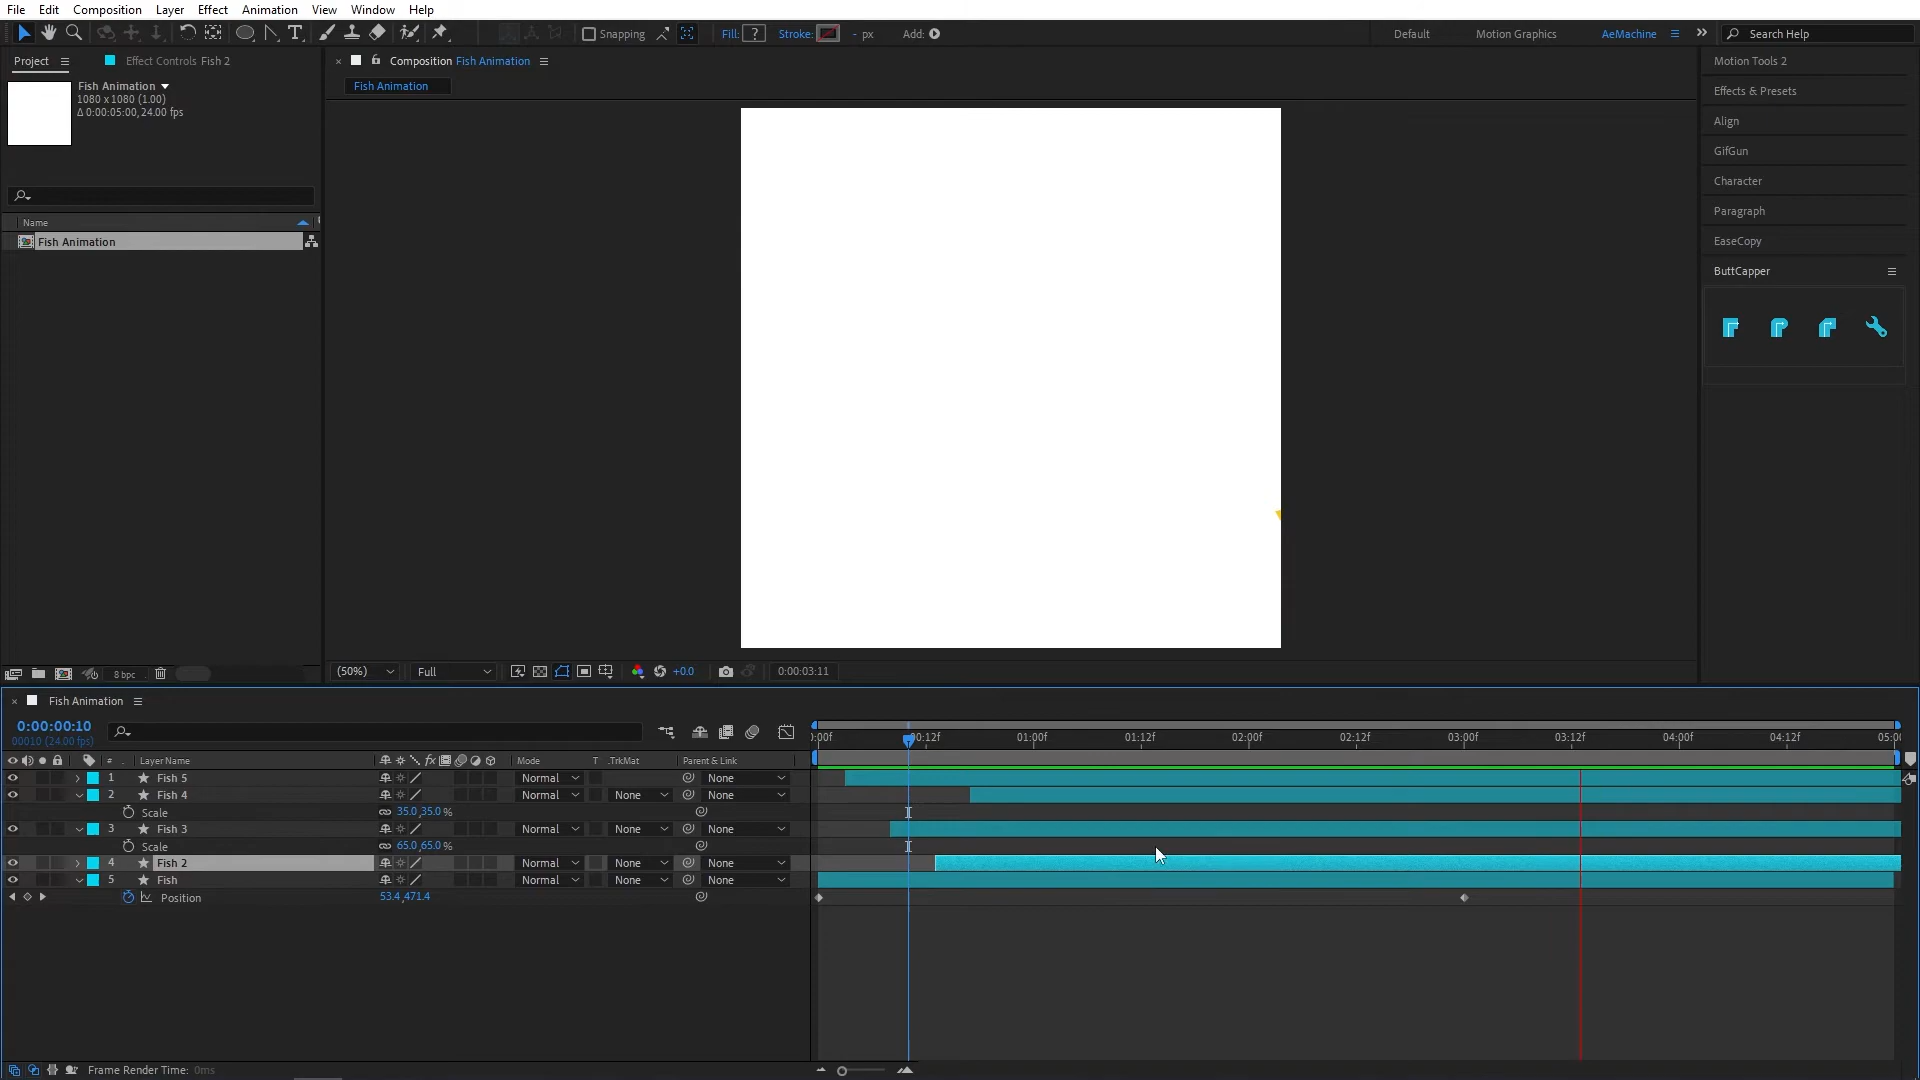 File Edit Composition Layer Effect Animation View Window Help
Snapping Fill: ? Stroke: - px Add: Default Motion Graphics AeMachine Search Help
Project Effect Controls Fish 2
Composition Fish Animation
Fish Animation
Fish Animation
1080 x 1080 (1.00)
Δ 0:00:05:00, 24.00 fps
Name
Fish Animation
Motion Tools 2
Effects & Presets
Align
GifGun
Character
Paragraph
EaseCopy
ButtCapper
8 bpc
(50%) Full +0.0 0:00:03:11
Fish Animation
0:00:00:10
00010 (24.00 fps)
:00f 00:12f 01:00f 01:12f 02:00f 02:12f 03:00f 03:12f 04:00f 04:12f 05:00
# Layer Name Mode T .TrkMat Parent & Link
1 Fish 5 Normal None
2 Fish 4 Normal None None
Scale 35.0,35.0 %
3 Fish 3 Normal None None
Scale 65.0,65.0 %
4 Fish 2 Normal None None
5 Fish Normal None None
Position 53.4,471.4
Frame Render Time: 0ms